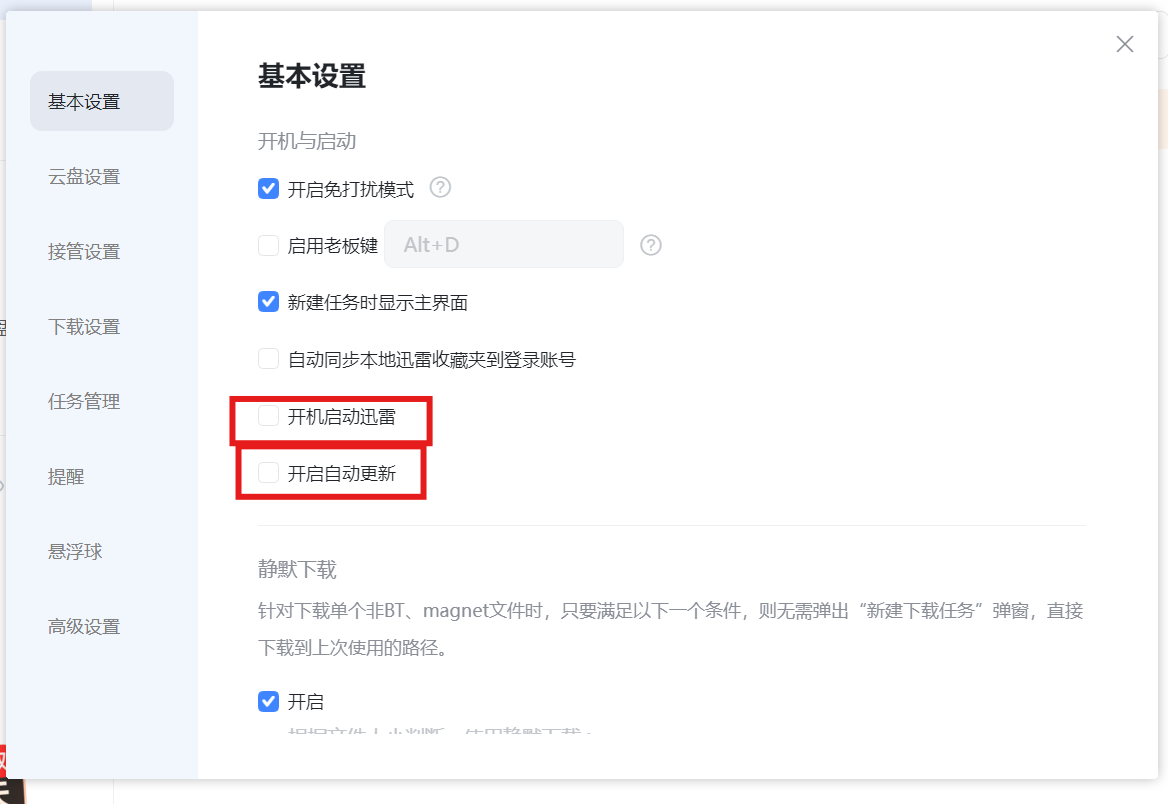 基本设置
云盘设置
接管设置
下载设置
任务管理
提醒
悬浮球
高级设置
基本设置
开机与启动
开启免打扰模式
启用老板键 Alt+D
新建任务时显示主界面
自动同步本地迅雷收藏夹到登录账号
开机启动迅雷
开启自动更新
静默下载
针对下载单个非BT、magnet文件时，只要满足以下一个条件，则无需弹出“新建下载任务”弹窗，直接
下载到上次使用的路径。
开启